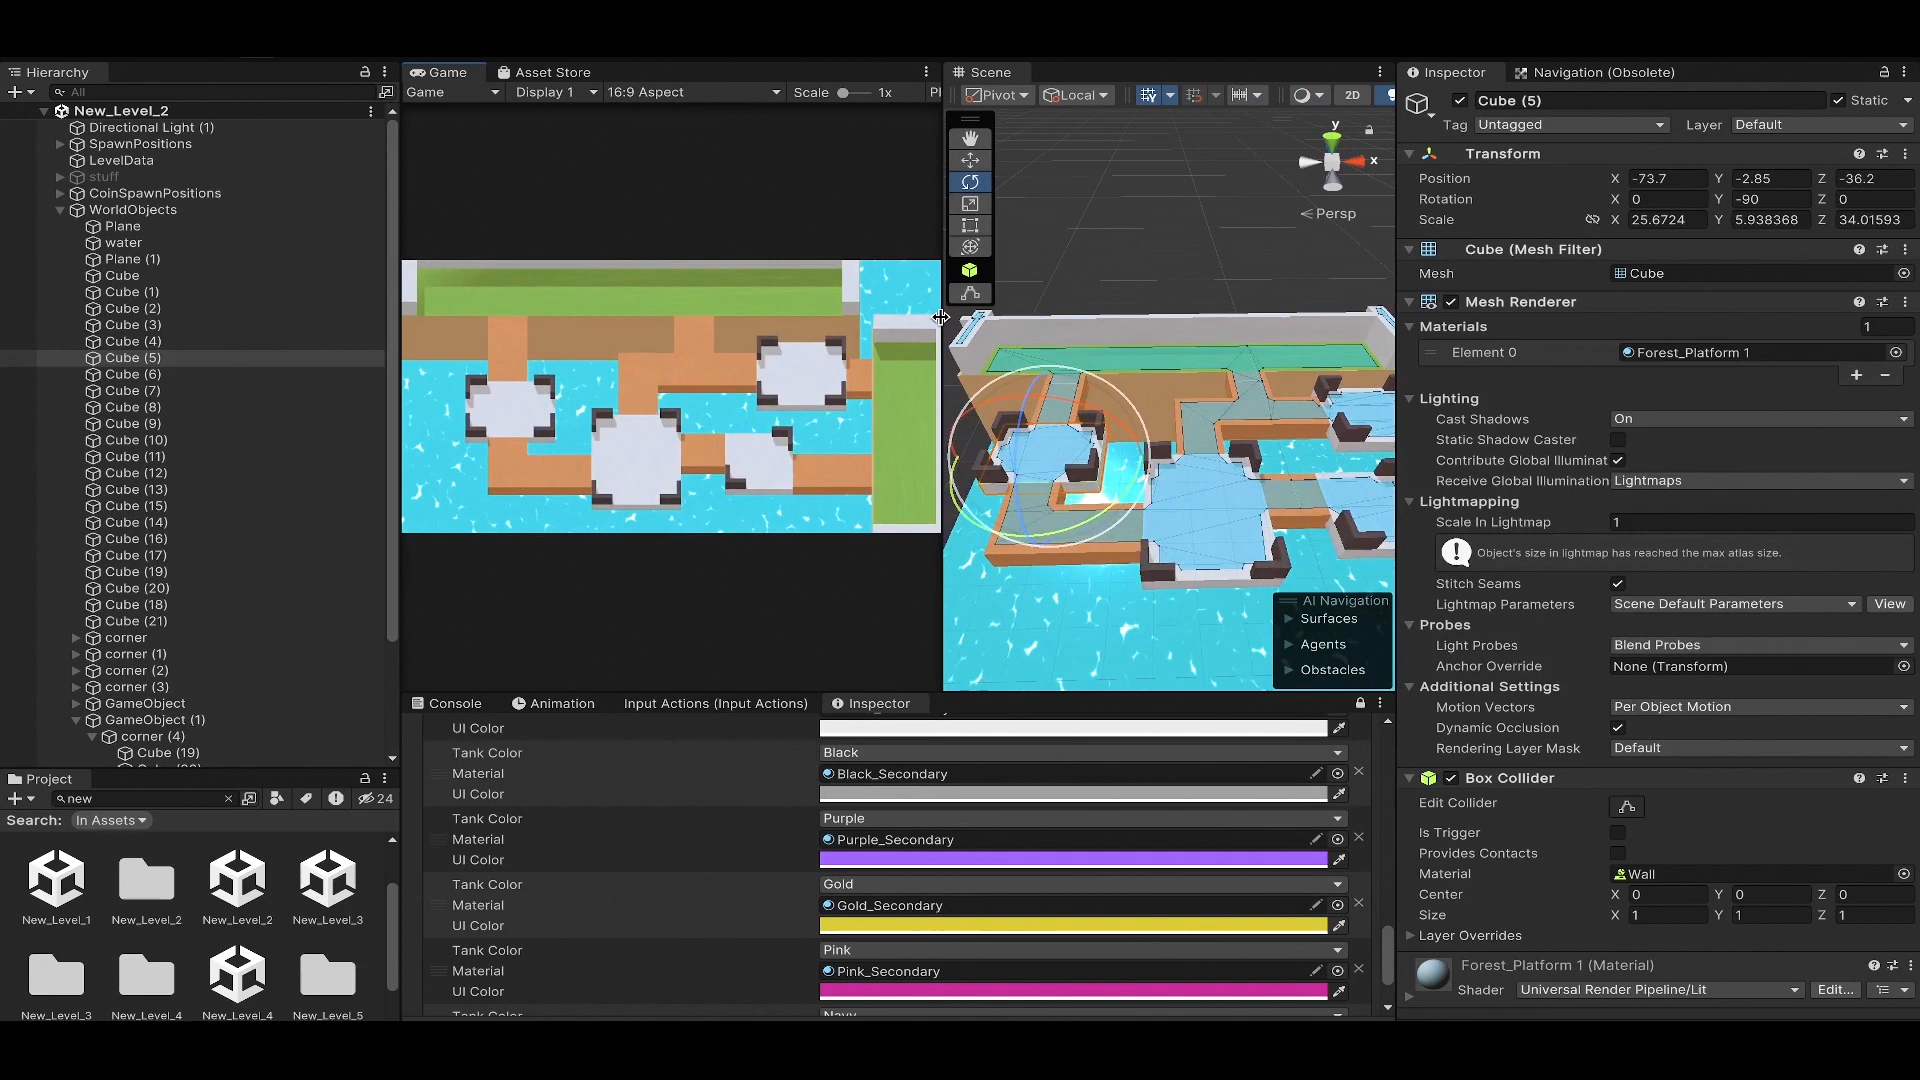 Hierarchy
All
New_Level_2
Directional Light (1)
SpawnPositions
LevelData
stuff
CoinSpawnPositions
WorldObjects
Plane
water
Plane (1)
Cube
Cube (1)
Cube (2)
Cube (3)
Cube (4)
Cube (5)
Cube (6)
Cube (7)
Cube (8)
Cube (9)
Cube (10)
Cube (11)
Cube (12)
Cube (13)
Cube (15)
Cube (14)
Cube (16)
Cube (17)
Cube (19)
Cube (20)
Cube (18)
Cube (21)
corner
corner (1)
corner (2)
corner (3)
GameObject
GameObject (1)
corner (4)
Cube (19)
Project
new
24
Search: In Assets
New_Level_1 New_Level_2 New_Level_2 New_Level_3
New_Level_3 New_Level_4 New_Level_4 New_Level_5
Game Asset Store
Game Display 1 16:9 Aspect Scale 1x Pl
Scene
Pivot Local 2D
y
x
Persp
AI Navigation
Surfaces
Agents
Obstacles
Console Animation Input Actions (Input Actions) Inspector
UI Color
Tank Color Black
Material Black_Secondary
UI Color
Tank Color Purple
Material Purple_Secondary
UI Color
Tank Color Gold
Material Gold_Secondary
UI Color
Tank Color Pink
Material Pink_Secondary
UI Color
Tank Color Navy
Inspector Navigation (Obsolete)
Cube (5) Static
Tag Untagged Layer Default
Transform
Position X -73.7 Y -2.85 Z -36.2
Rotation X 0 Y -90 Z 0
Scale X 25.6724 Y 5.938368 Z 34.01593
Cube (Mesh Filter)
Mesh Cube
Mesh Renderer
Materials 1
Element 0 Forest_Platform 1
+ −
Lighting
Cast Shadows On
Static Shadow Caster
Contribute Global Illuminat
Receive Global Illumination Lightmaps
Lightmapping
Scale In Lightmap 1
Object's size in lightmap has reached the max atlas size.
Stitch Seams
Lightmap Parameters Scene Default Parameters View
Probes
Light Probes Blend Probes
Anchor Override None (Transform)
Additional Settings
Motion Vectors Per Object Motion
Dynamic Occlusion
Rendering Layer Mask Default
Box Collider
Edit Collider
Is Trigger
Provides Contacts
Material Wall
Center X 0 Y 0 Z 0
Size X 1 Y 1 Z 1
Layer Overrides
Forest_Platform 1 (Material)
Shader Universal Render Pipeline/Lit Edit...